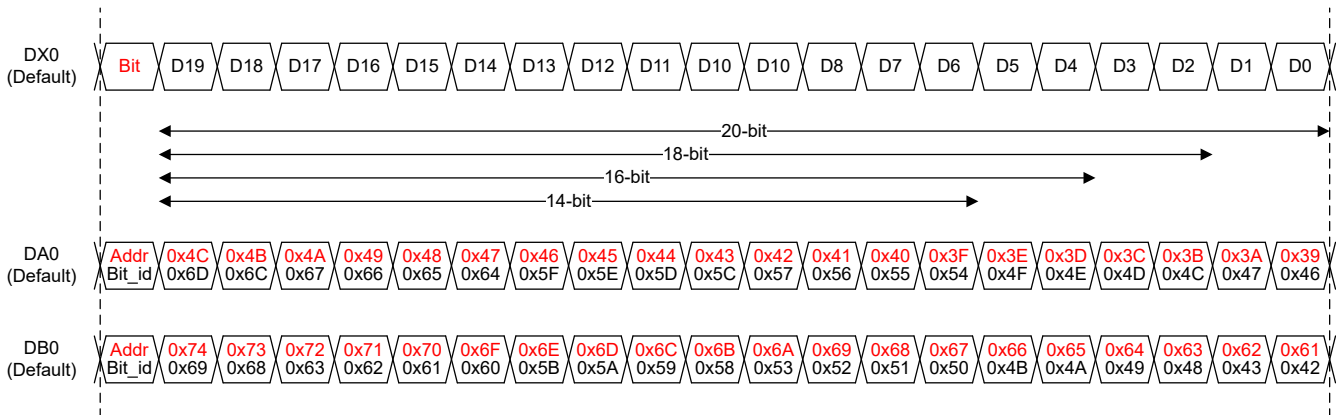 DX0
(Default)
Bit D19 D18 D17 D16 D15 D14 D13 D12 D11 D10 D10 D8 D7 D6 D5 D4 D3 D2 D1 D0
20-bit
18-bit
16-bit
14-bit
DA0
(Default)
Addr 0x4C 0x4B 0x4A 0x49 0x48 0x47 0x46 0x45 0x44 0x43 0x42 0x41 0x40 0x3F 0x3E 0x3D 0x3C 0x3B 0x3A 0x39
Bit_id 0x6D 0x6C 0x67 0x66 0x65 0x64 0x5F 0x5E 0x5D 0x5C 0x57 0x56 0x55 0x54 0x4F 0x4E 0x4D 0x4C 0x47 0x46
DB0
(Default)
Addr 0x74 0x73 0x72 0x71 0x70 0x6F 0x6E 0x6D 0x6C 0x6B 0x6A 0x69 0x68 0x67 0x66 0x65 0x64 0x63 0x62 0x61
Bit_id 0x69 0x68 0x63 0x62 0x61 0x60 0x5B 0x5A 0x59 0x58 0x53 0x52 0x51 0x50 0x4B 0x4A 0x49 0x48 0x43 0x42